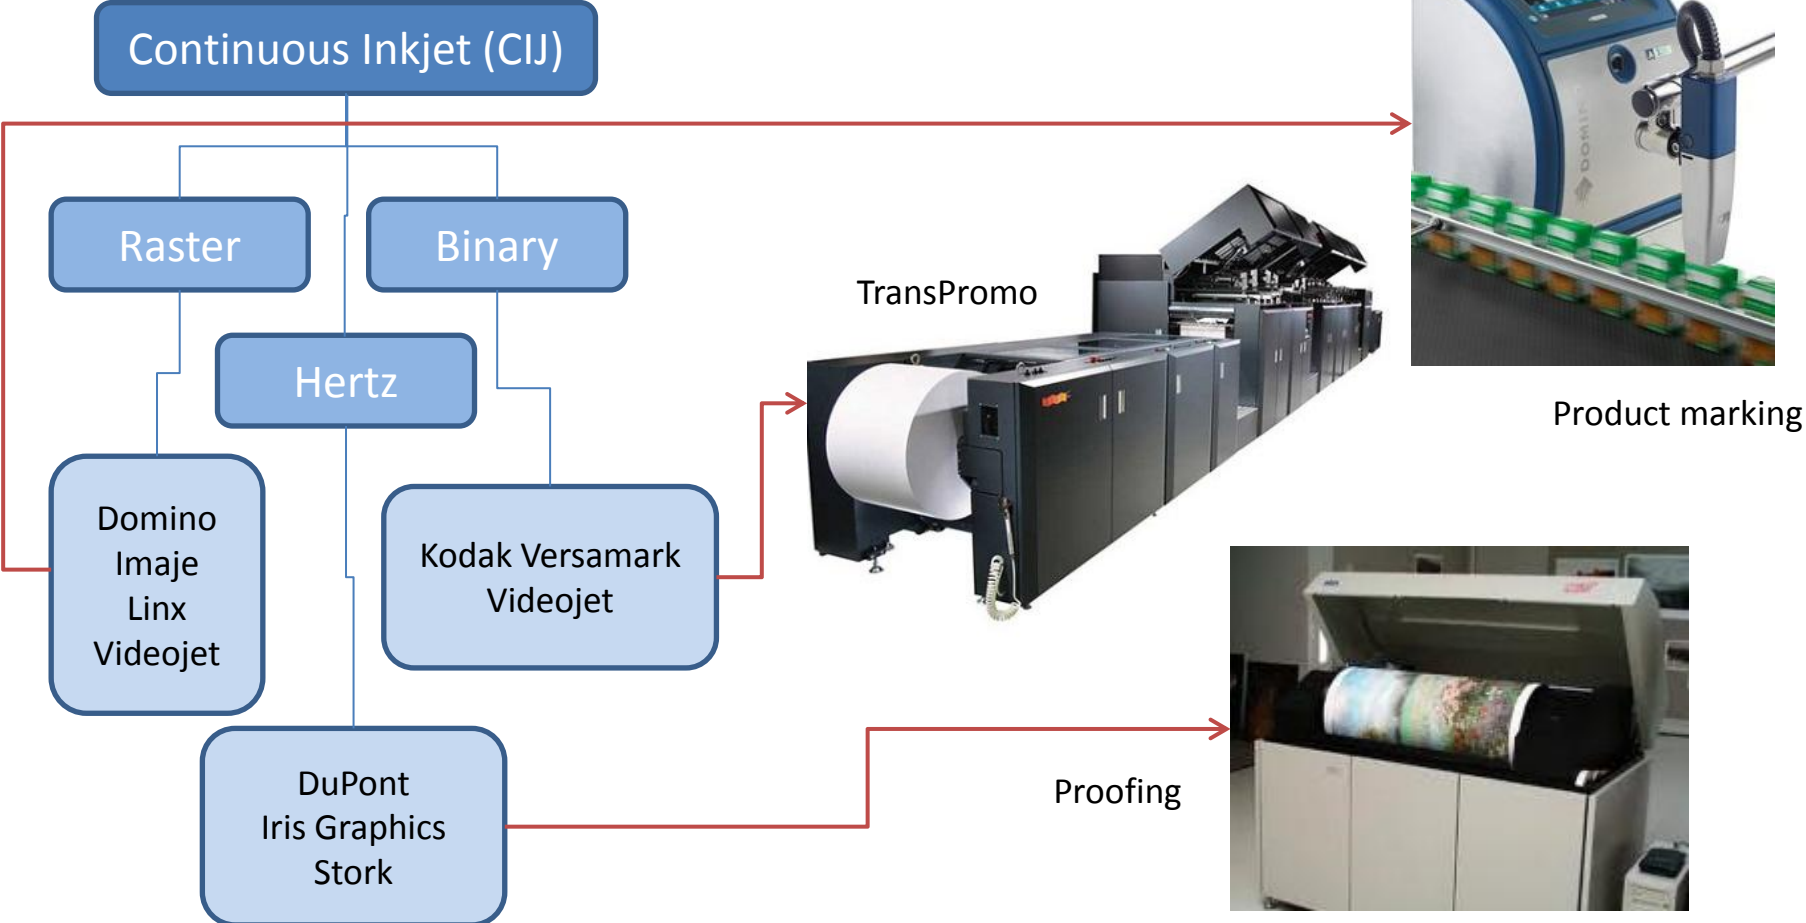 Continuous Inkjet (CIJ)
Raster
Binary
Hertz
Domino
Imaje
Linx
Videojet
Kodak Versamark
Videojet
DuPont
Iris Graphics
Stork
TransPromo
DOMINO
Product marking
Proofing